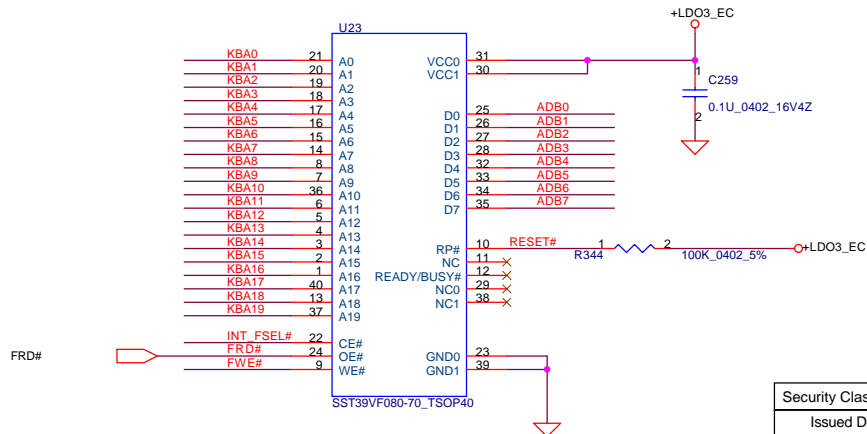 +LDO3_EC
U23
KBA0 21 A0 VCC0 31
KBA1 20 A1 VCC1 30
KBA2 19 A2
KBA3 18 A3
KBA4 17 A4 D0 25 ADB0
KBA5 16 A5 D1 26 ADB1
KBA6 15 A6 D2 27 ADB2
KBA7 14 A7 D3 28 ADB3
KBA8 8 A8 D4 32 ADB4
KBA9 7 A9 D5 33 ADB5
KBA10 36 A10 D6 34 ADB6
KBA11 6 A11 D7 35 ADB7
KBA12 5 A12
KBA13 4 A13
KBA14 3 A14 RP# 10 RESET#
KBA15 2 A15 NC 11
KBA16 1 A16 READY/BUSY# 12
KBA17 40 A17 NC0 29
KBA18 13 A18 NC1 38
KBA19 37 A19
INT_FSEL# 22 CE# GND0 23
FRD# FRD# 24 OE# GND1 39
FWE# 9 WE#
SST39VF080-70_TSOP40
1
C259
0.1U_0402_16V4Z
2
1 2
R344 100K_0402_5%
+LDO3_EC
Security Clas
Issued D